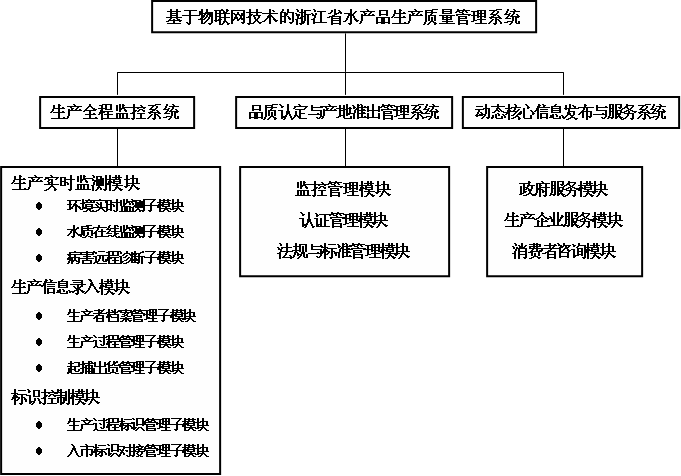 基于物联网技术的浙江省水产品生产质量管理系统
生产全程监控系统
品质认定与产地准出管理系统
动态核心信息发布与服务系统
生产实时监测模块
● 环境实时监测子模块
● 水质在线监测子模块
● 病害远程诊断子模块
生产信息录入模块
● 生产者档案管理子模块
● 生产过程管理子模块
● 起捕出货管理子模块
标识控制模块
● 生产过程标识管理子模块
● 入市标识对接管理子模块
监控管理模块
认证管理模块
法规与标准管理模块
政府服务模块
生产企业服务模块
消费者咨询模块